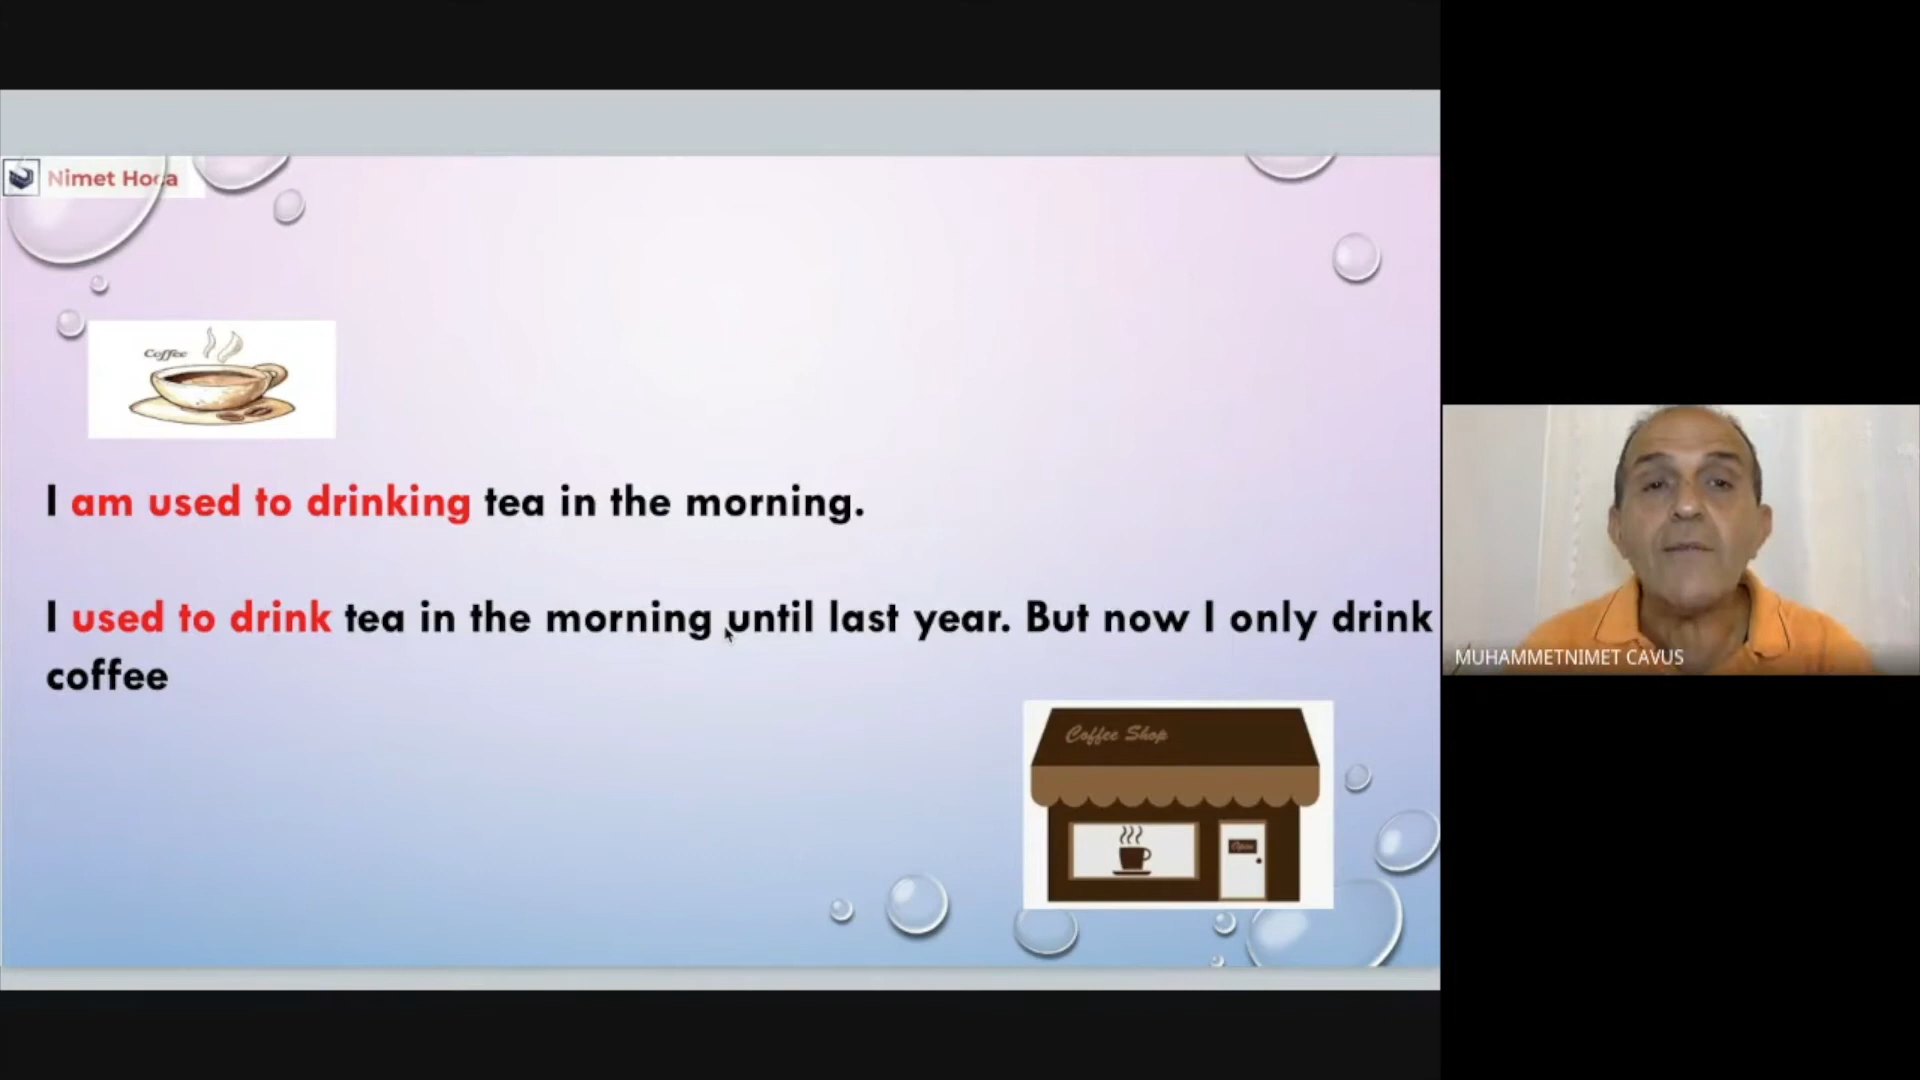 Nimet Hoca
Coffee
I am used to drinking tea in the morning.
I used to drink tea in the morning until last year. But now I only drink
coffee
Coffee Shop
Open
MUHAMMETNIMET CAVUS